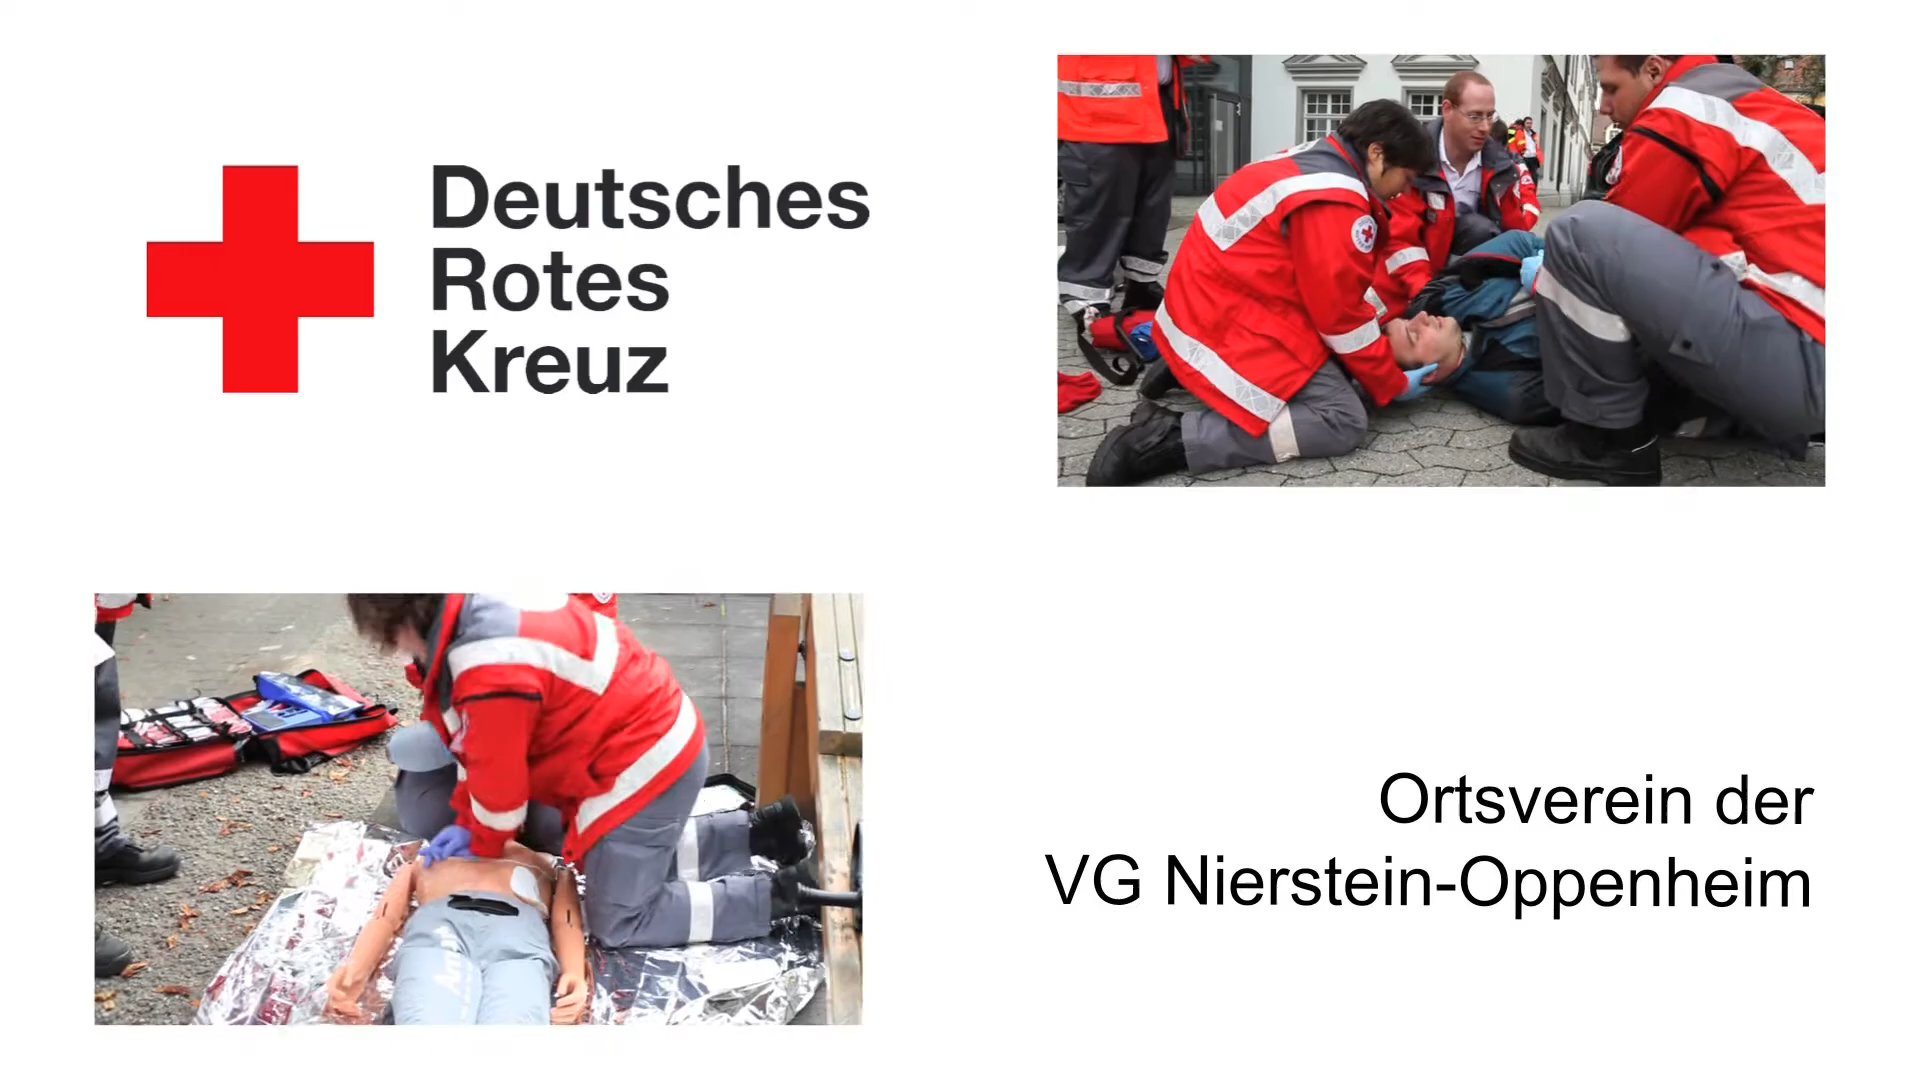 Deutsches
Rotes
Kreuz
Ortsverein der
VG Nierstein-Oppenheim